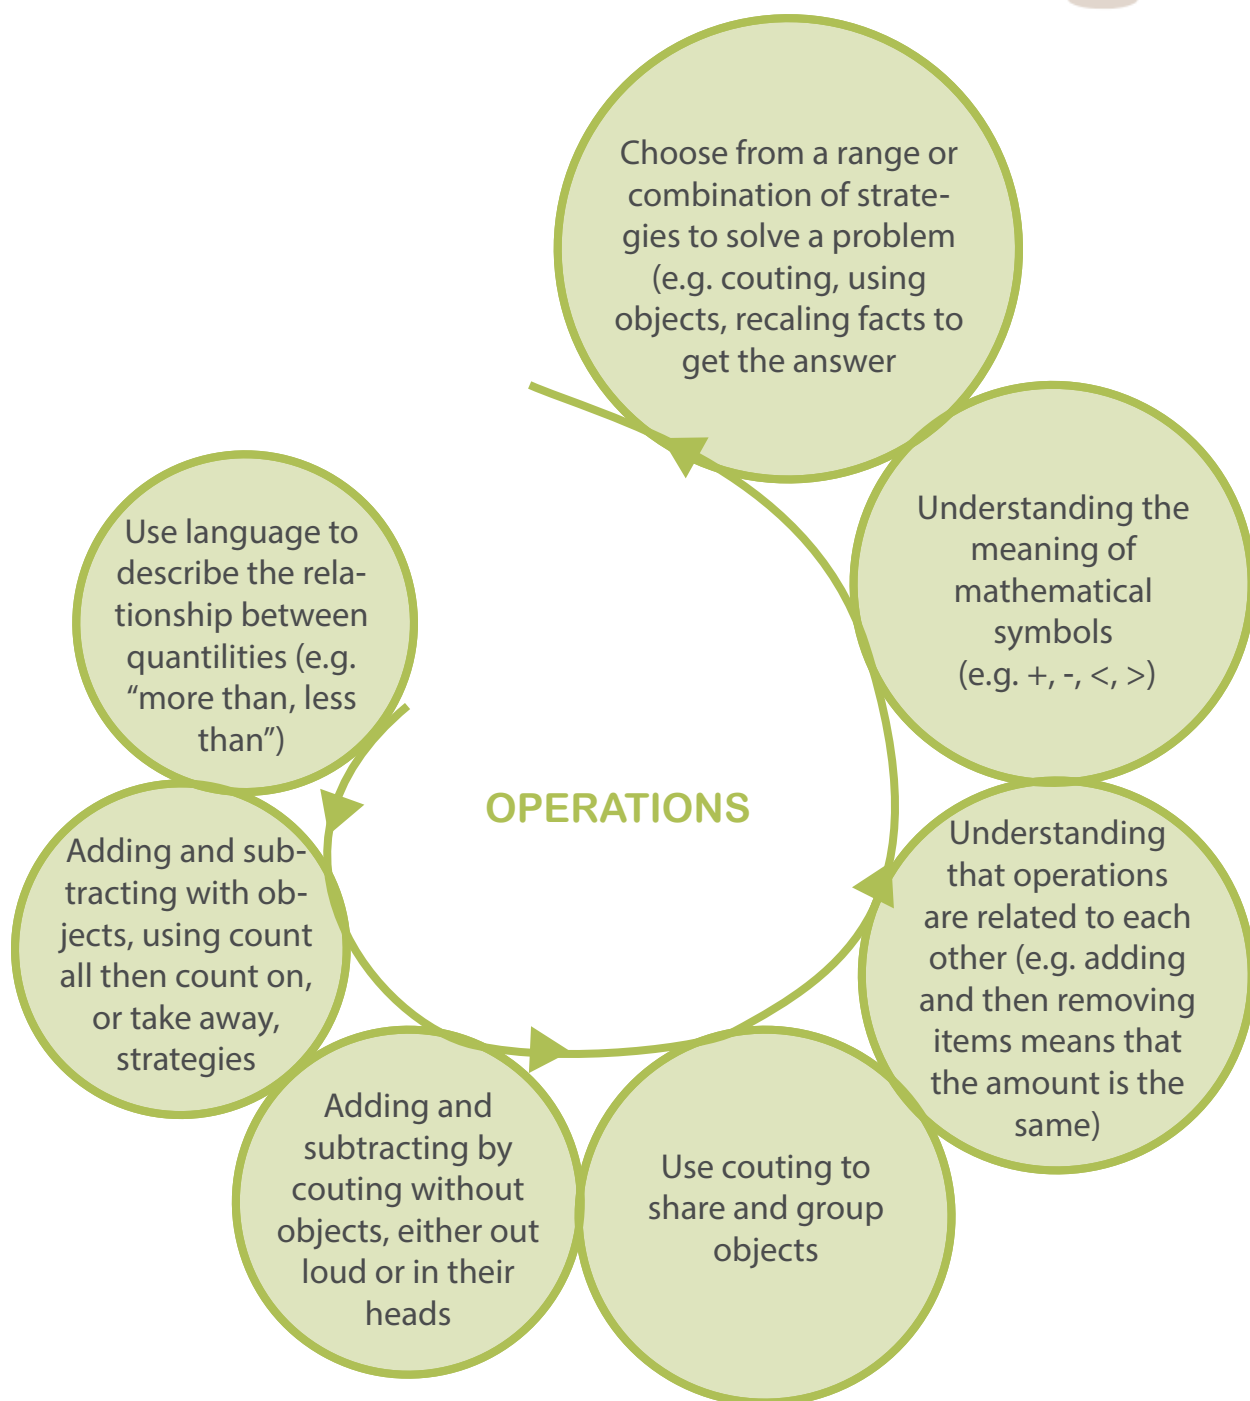 Choose from a range or
combination of strate-
gies to solve a problem
(e.g. couting, using
objects, recaling facts to
get the answer
Understanding the
meaning of
mathematical
symbols
(e.g. +, -, <, >)
Use language to
describe the rela-
tionship between
quantilities (e.g.
“more than, less
than”)
OPERATIONS
Understanding
that operations
are related to each
other (e.g. adding
and then removing
items means that
the amount is the
same)
Adding and sub-
tracting with ob-
jects, using count
all then count on,
or take away,
strategies
Adding and
subtracting by
couting without
objects, either out
loud or in their
heads
Use couting to
share and group
objects